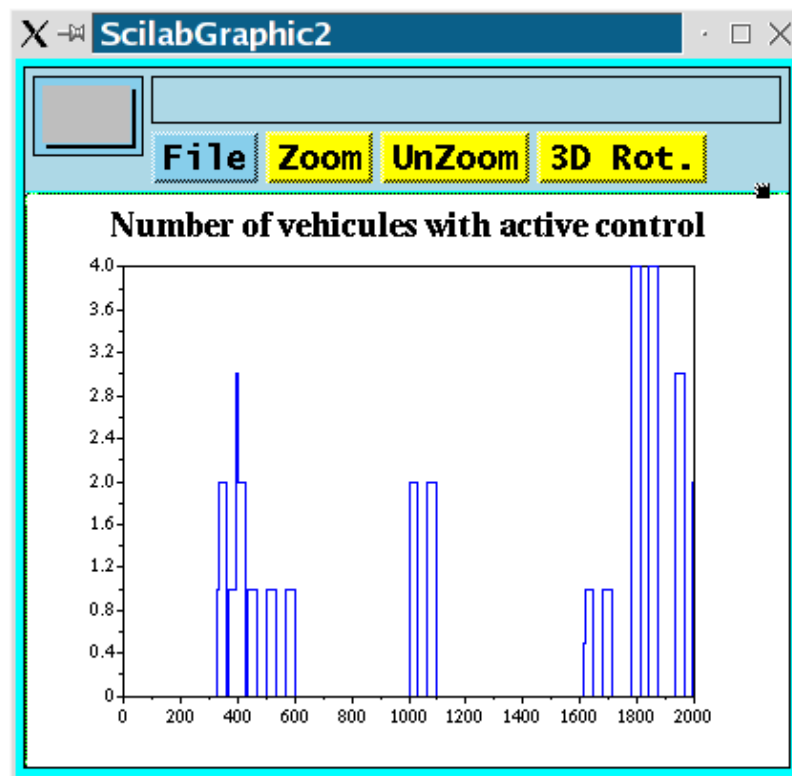 X ScilabGraphic2
File Zoom UnZoom 3D Rot.
Number of vehicules with active control
4.0
3.6
3.2
2.8
2.4
2.0
1.6
1.2
0.8
0.4
0
0 200 400 600 800 1000 1200 1400 1600 1800 2000